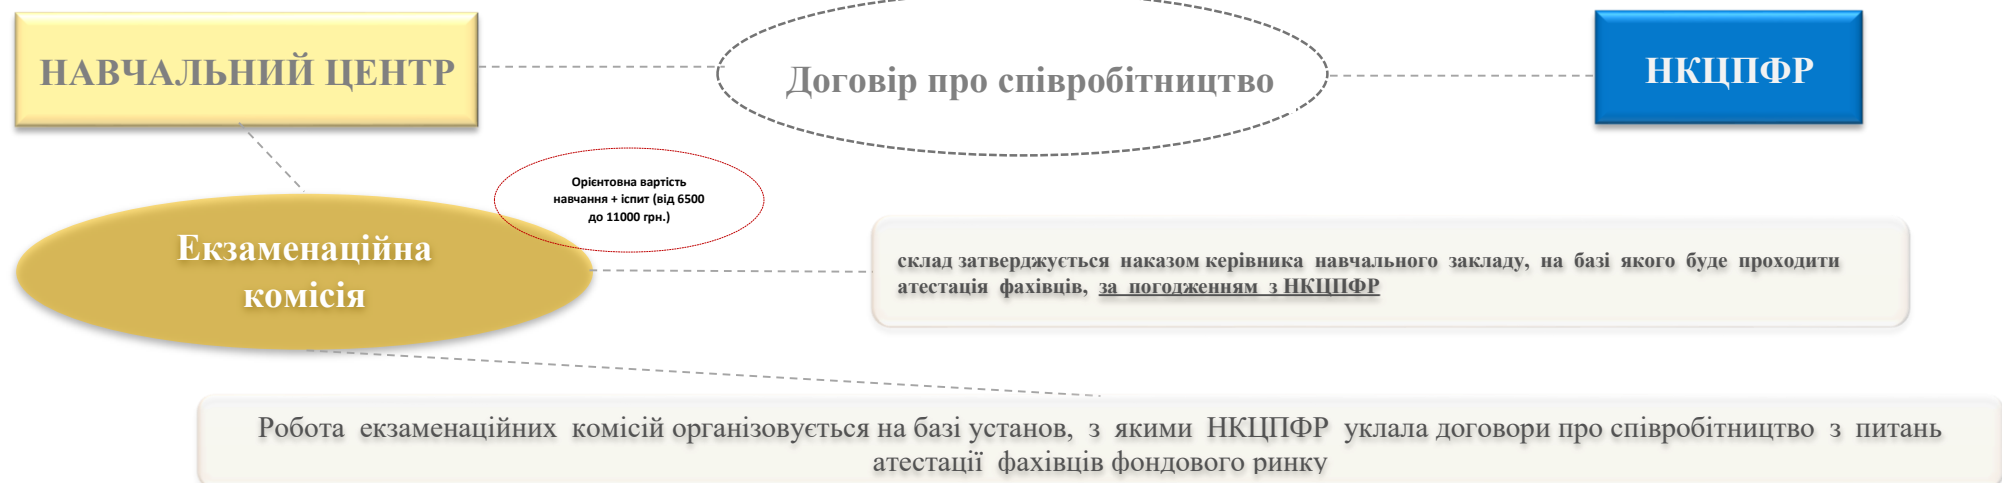 НАВЧАЛЬНИЙ ЦЕНТР
Договір про співробітництво
НКЦПФР
Орієнтовна вартість
навчання + іспит (від 6500
до 11000 грн.)
Екзаменаційна
комісія
склад затверджується наказом керівника навчального закладу, на базі якого буде проходити
атестація фахівців, за погодженням з НКЦПФР
Робота екзаменаційних комісій організовується на базі установ, з якими НКЦПФР уклала договори про співробітництво з питань
атестації фахівців фондового ринку